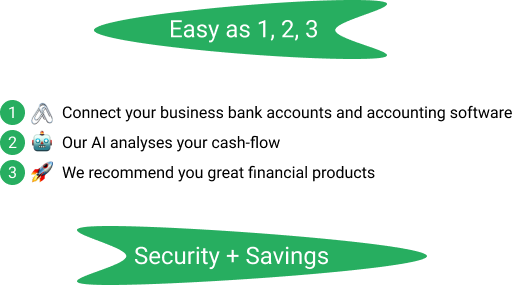 Easy as 1, 2, 3
1 Connect your business bank accounts and accounting software
2 Our AI analyses your cash-flow
3 We recommend you great financial products
Security + Savings